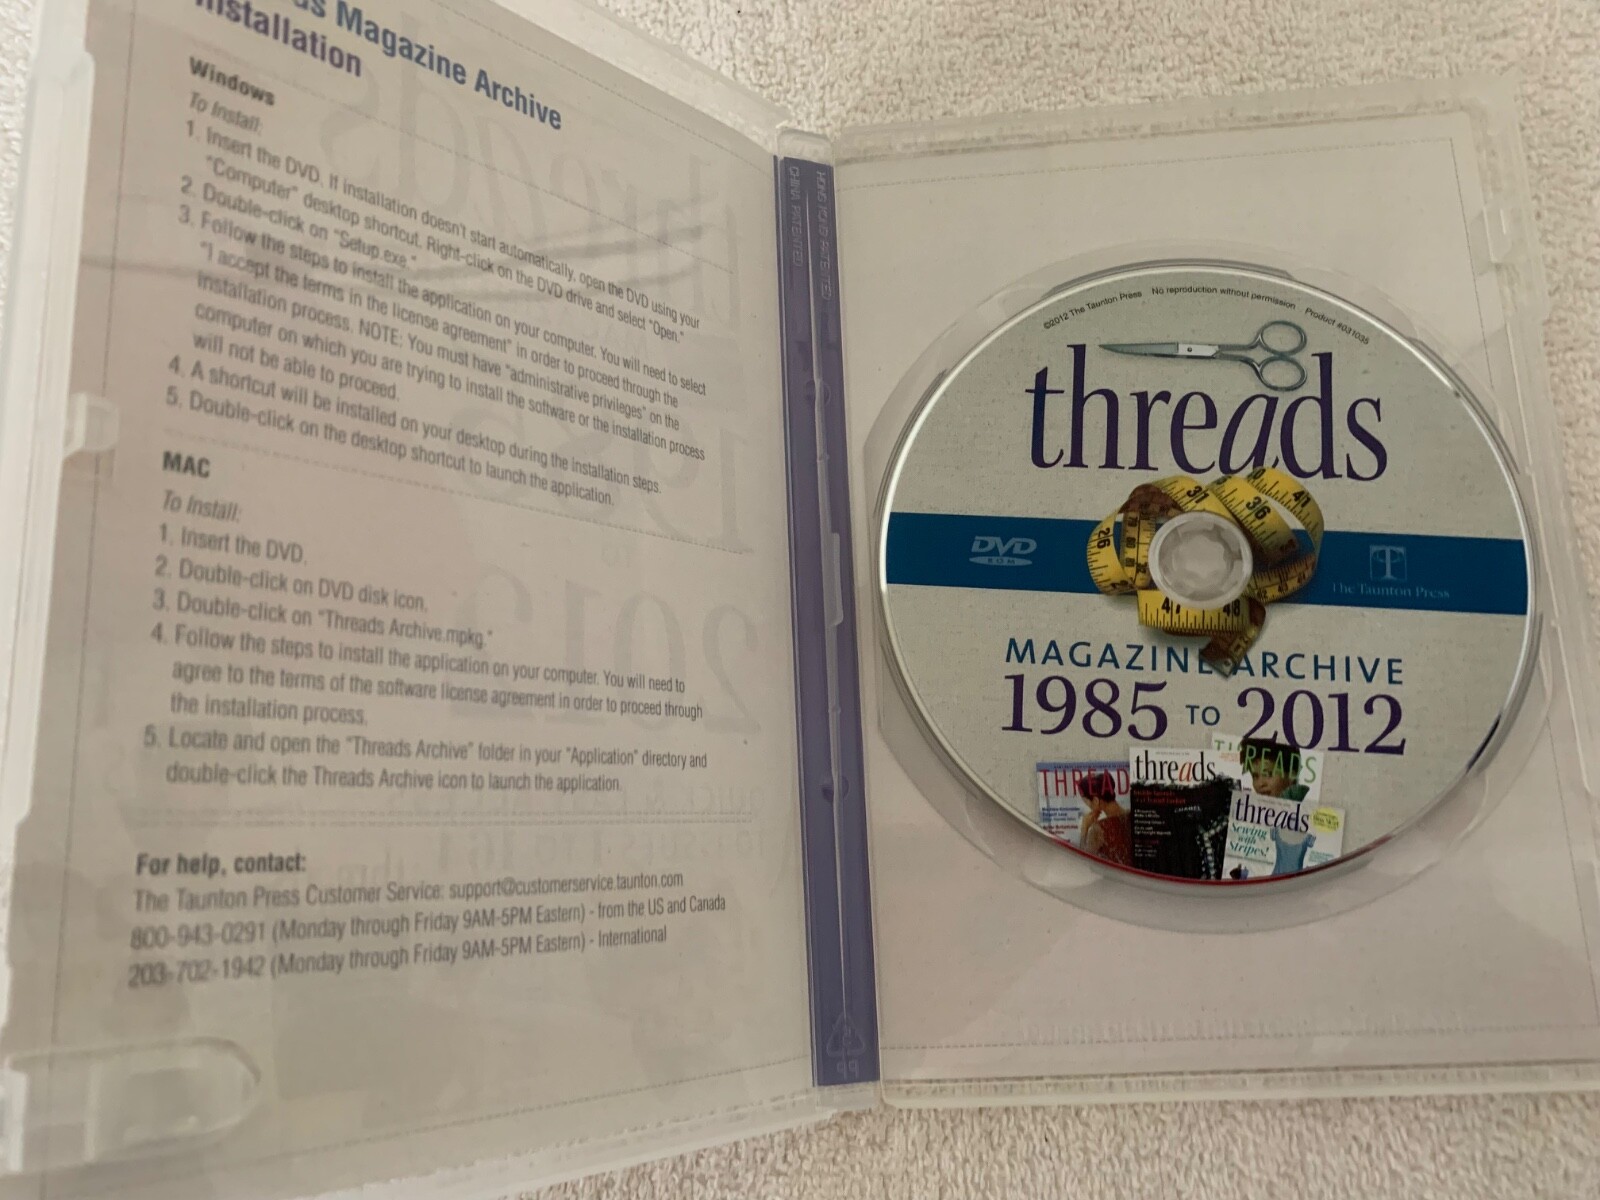 Magazine Archive
Installation
Windows
To Install:
1. Insert the DVD. If installation doesn't start automatically, open the DVD using your
"Computer" desktop shortcut. Right-click on the DVD drive and select "Open."
2. Double-click on "Setup.exe."
3. Follow the steps to install the application on your computer. You will need to select
"I accept the terms in the license agreement" in order to proceed through the
installation process. NOTE: You must have "administrative privileges" on the
computer on which you are trying to install the software or the installation process
will not be able to proceed.
4. A shortcut will be installed on your desktop during the installation steps.
5. Double-click on the desktop shortcut to launch the application.
MAC
To Install:
1. Insert the DVD.
2. Double-click on DVD disk icon.
3. Double-click on "Threads Archive.mpkg."
4. Follow the steps to install the application on your computer. You will need to
agree to the terms of the software license agreement in order to proceed through
the installation process.
5. Locate and open the "Threads Archive" folder in your "Application" directory and
double-click the Threads Archive icon to launch the application.
For help, contact:
The Taunton Press Customer Service: support@customerservice.taunton.com
800-943-0291 (Monday through Friday 9AM-5PM Eastern) - from the US and Canada
203-702-1942 (Monday through Friday 9AM-5PM Eastern) - International
CHINA PATENTED
HONG KONG PATENTED
PP
©2012 The Taunton Press No reproduction without permission Product #031035
threads
DVD
ROM
The Taunton Press
MAGAZINE ARCHIVE
1985 TO 2012
THREADS
threads
THREADS
threads
Sewing
with
Stripes!